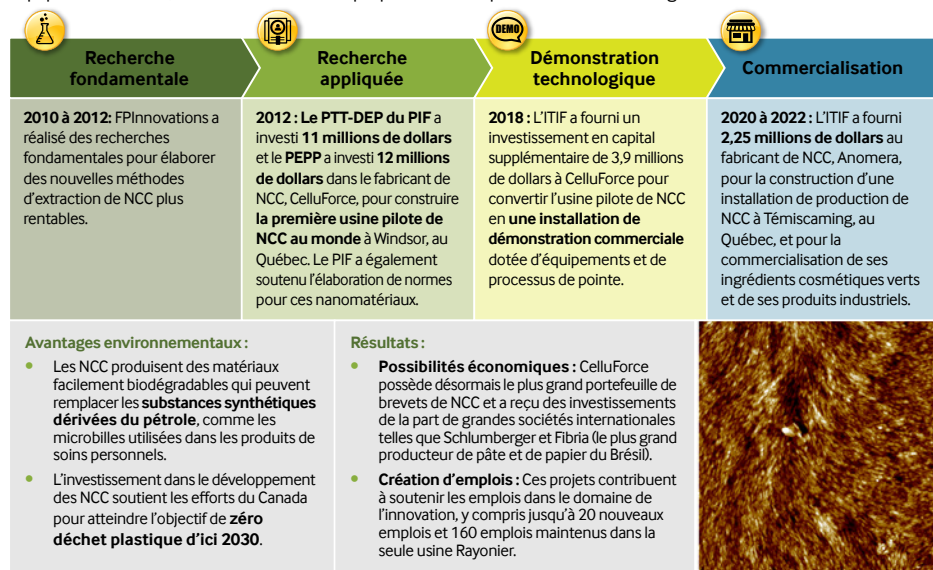 DEMO
Recherche
fondamentale
Recherche
appliquée
Démonstration
technologique
Commercialisation
2010 à 2012: FPInnovations a
réalisé des recherches
fondamentales pour élaborer
des nouvelles méthodes
d'extraction de NCC plus
rentables.
2012 : Le PTT-DEP du PIF a
investi 11 millions de dollars
et le PEPP a investi 12 millions
de dollars dans le fabricant de
NCC, CelluForce, pour construire
la première usine pilote de
NCC au monde à Windsor, au
Québec. Le PIF a également
soutenu l'élaboration de normes
pour ces nanomatériaux.
2018 : L'ITIF a fourni un
investissement en capital
supplémentaire de 3,9 millions
de dollars à CelluForce pour
convertir l'usine pilote de NCC
en une installation de
démonstration commerciale
dotée d'équipements et de
processus de pointe.
2020 à 2022 : L'ITIF a fourni
2,25 millions de dollars au
fabricant de NCC, Anomera,
pour la construction d'une
installation de production de
NCC à Témiscaming, au
Québec, et pour la
commercialisation de ses
ingrédients cosmétiques verts
et de ses produits industriels.
Avantages environnementaux :
• Les NCC produisent des matériaux
facilement biodégradables qui peuvent
remplacer les substances synthétiques
dérivées du pétrole, comme les
microbilles utilisées dans les produits de
soins personnels.
• L'investissement dans le développement
des NCC soutient les efforts du Canada
pour atteindre l'objectif de zéro
déchet plastique d'ici 2030.
Résultats :
• Possibilités économiques : CelluForce
possède désormais le plus grand portefeuille de
brevets de NCC et a reçu des investissements
de la part de grandes sociétés internationales
telles que Schlumberger et Fibria (le plus grand
producteur de pâte et de papier du Brésil).
• Création d'emplois : Ces projets contribuent
à soutenir les emplois dans le domaine de
l'innovation, y compris jusqu'à 20 nouveaux
emplois et 160 emplois maintenus dans la
seule usine Rayonier.